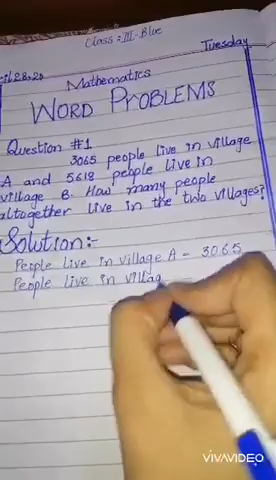 Class : III-Blue
Tuesday
Mathematics
WORD PROBLEMS
Question #1
3065 people live in village
A and 5618 people live in
village B. How many people
altogether live in the two villages?
Solution:-
People live in village A - 3065
People live in villag
VIVAVIDEO